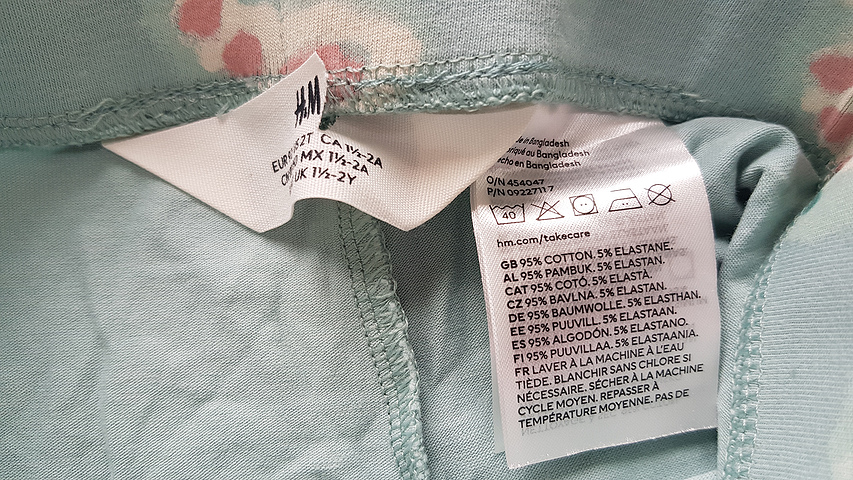 H&M
EUR 2T CA 1½-2A
MX 1½-2A
UK 1½-2Y
in Bangladesh
au Bangladesh
en Bangladesh
O/N 454047
P/N 0922711 7
40
hm.com/takecare
GB 95% COTTON. 5% ELASTANE.
AL 95% PAMBUK. 5% ELASTAN.
CAT 95% COTÓ. 5% ELASTÀ.
CZ 95% BAVLNA. 5% ELASTAN.
DE 95% BAUMWOLLE. 5% ELASTHAN.
EE 95% PUUVILL. 5% ELASTAAN.
ES 95% ALGODÓN. 5% ELASTANO.
FI 95% PUUVILLAA. 5% ELASTAANIA.
FR LAVER À LA MACHINE À L'EAU
TIÈDE. BLANCHIR SANS CHLORE SI
NÉCESSAIRE. SÉCHER À LA MACHINE
CYCLE MOYEN. REPASSER À
TEMPÉRATURE MOYENNE. PAS DE